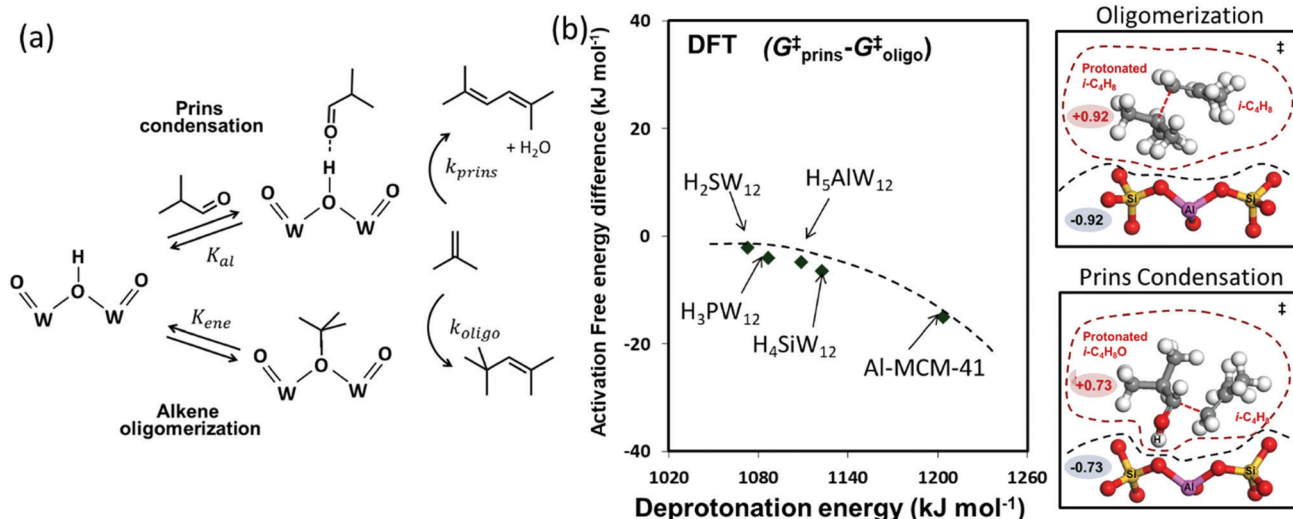 (a)
Prins
condensation
O
H
O
O
O
W
W
+ H₂O
k_prins
K_al
H
O
O
O
W
W
K_ene
k_oligo
O
O
O
W
W
Alkene
oligomerization
(b)
DFT (G‡prins-G‡oligo)
Activation Free energy difference (kJ mol⁻¹)
40
20
0
-20
-40
H₂SW₁₂
H₅AlW₁₂
H₃PW₁₂
H₄SiW₁₂
Al-MCM-41
1020 1080 1140 1200 1260
Deprotonation energy (kJ mol⁻¹)
Oligomerization
‡
Protonated
i-C₄H₈
i-C₄H₈
+0.92
-0.92
Si
Al
Si
Prins Condensation
‡
Protonated
i-C₄H₈O
+0.73
i-C₄H₈
H
-0.73
Si
Al
Si